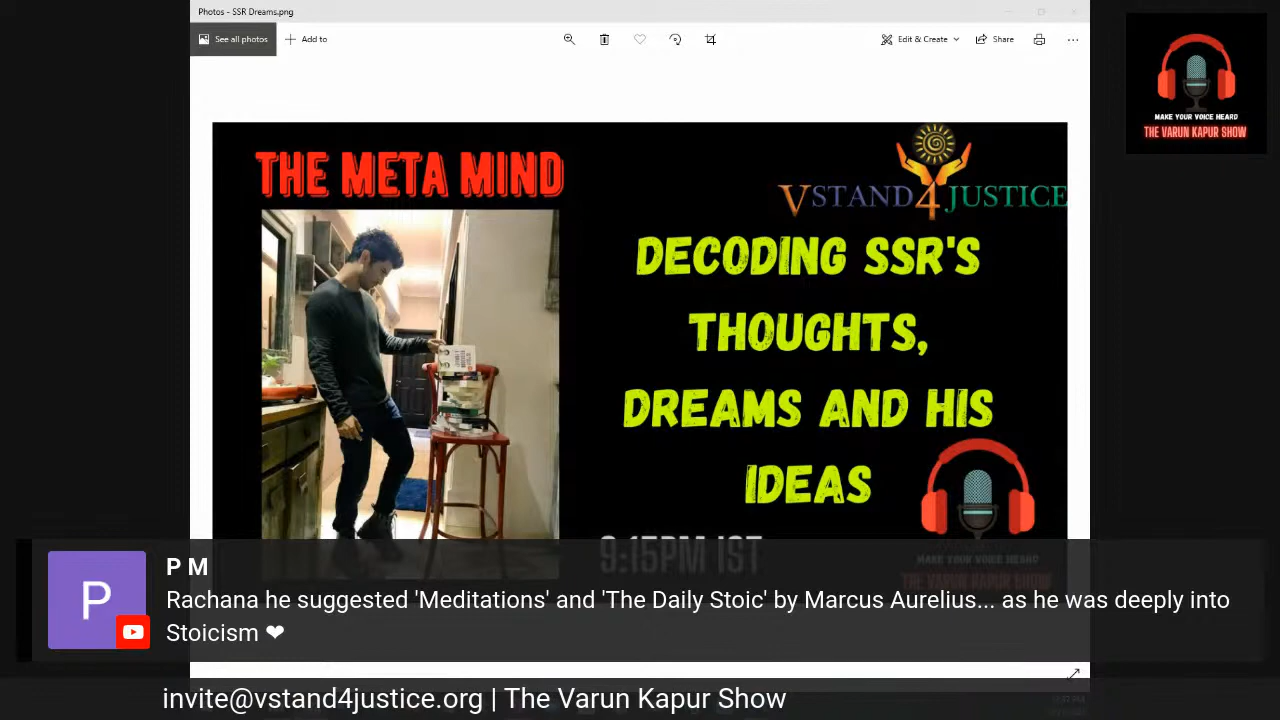 Photos - SSR Dreams.png
See all photos
Add to
Edit & Create
Share
MAKE YOUR VOICE HEARD
THE VARUN KAPUR SHOW
THE META MIND
VSTAND4JUSTICE
DECODING SSR'S
THOUGHTS,
DREAMS AND HIS
IDEAS
9:15PM IST
MAKE YOUR VOICE HEARD
THE VARUN KAPUR SHOW
P
P M
Rachana he suggested 'Meditations' and 'The Daily Stoic' by Marcus Aurelius... as he was deeply into
Stoicism ❤
invite@vstand4justice.org | The Varun Kapur Show